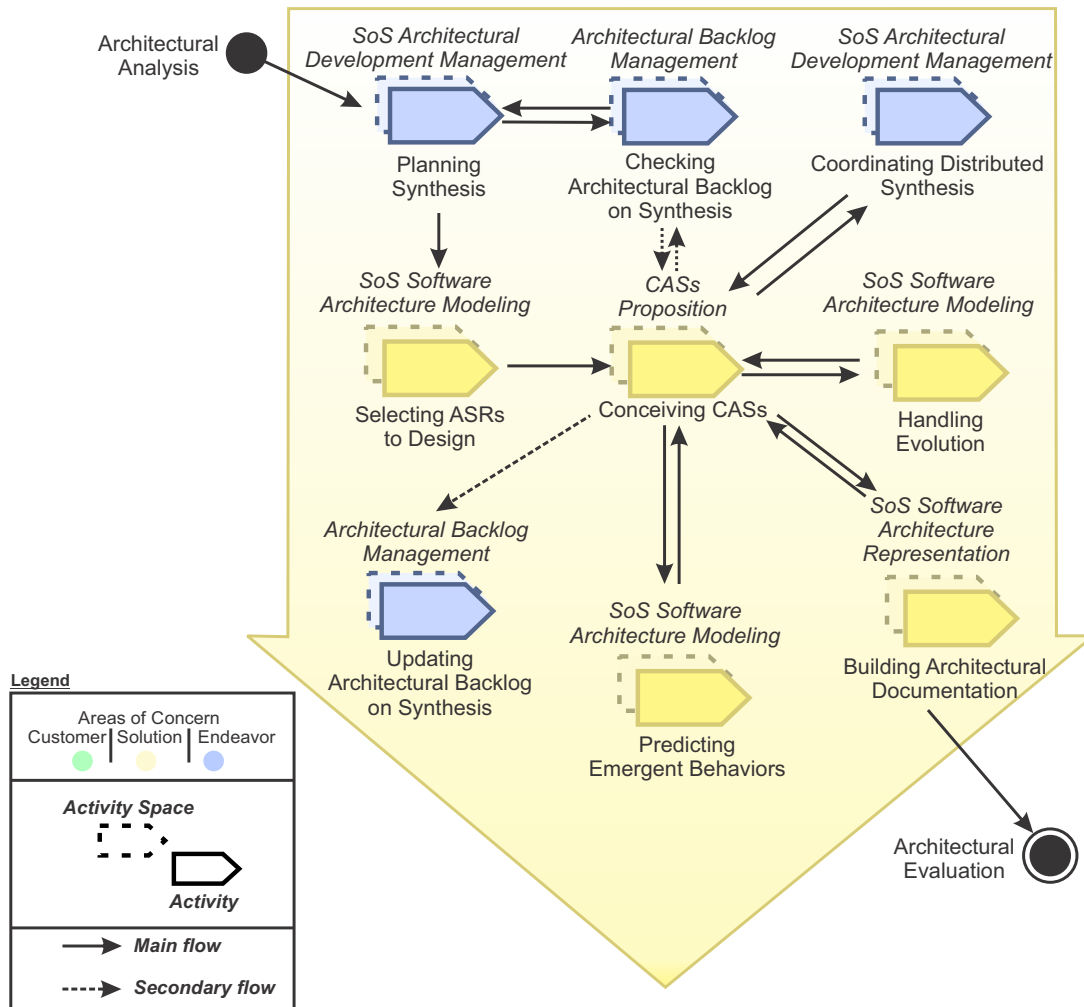 Architectural
Analysis
SoS Architectural
Development Management
Planning
Synthesis
Architectural Backlog
Management
Checking
Architectural Backlog
on Synthesis
SoS Architectural
Development Management
Coordinating Distributed
Synthesis
SoS Software
Architecture Modeling
Selecting ASRs
to Design
CASs
Proposition
Conceiving CASs
SoS Software
Architecture Modeling
Handling
Evolution
Architectural Backlog
Management
Updating
Architectural Backlog
on Synthesis
SoS Software
Architecture Modeling
Predicting
Emergent Behaviors
SoS Software
Architecture
Representation
Building Architectural
Documentation
Architectural
Evaluation
Legend
Areas of Concern
Customer Solution Endeavor
Activity Space
Activity
Main flow
Secondary flow